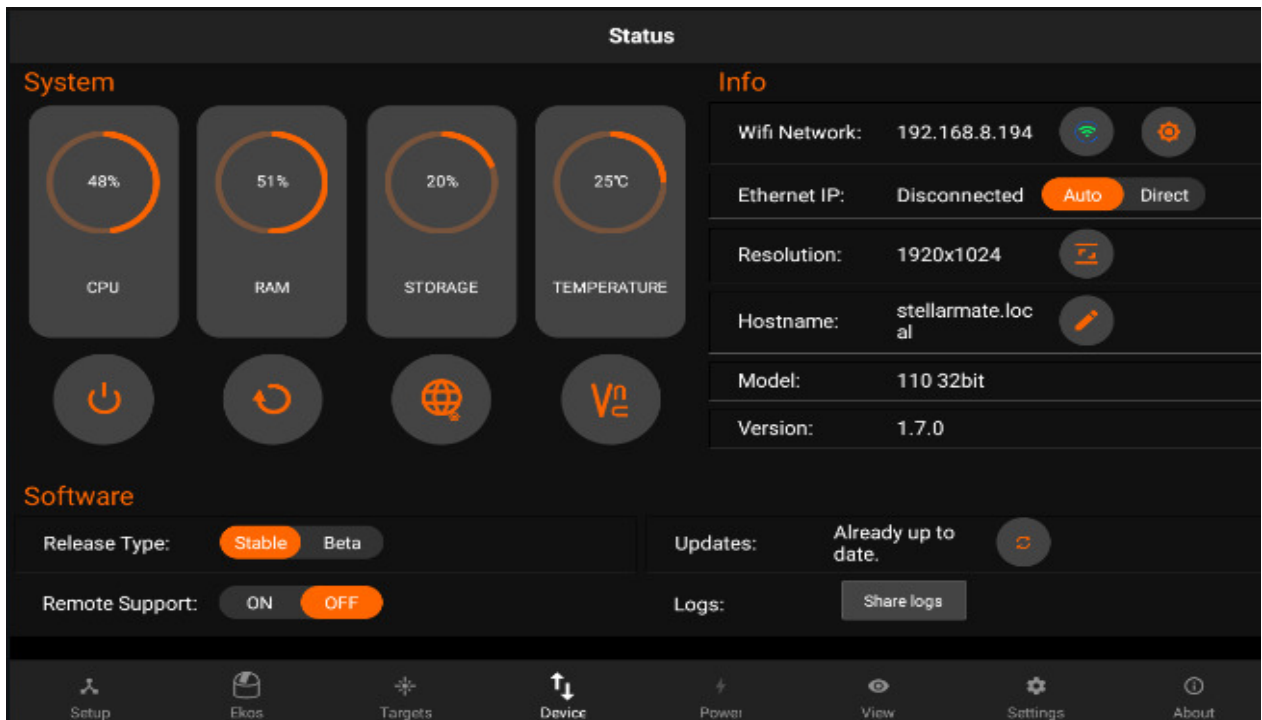 Status
System
Info
48%
51%
20%
25°C
CPU
RAM
STORAGE
TEMPERATURE
Wifi Network: 192.168.8.194
Ethernet IP: Disconnected Auto Direct
Resolution: 1920x1024
Hostname: stellarmate.loc
al
Model: 110 32bit
Version: 1.7.0
Vnc
Software
Release Type: Stable Beta
Updates: Already up to
date.
Remote Support: ON OFF
Logs: Share logs
Setup
Ekos
Targets
Device
Power
View
Settings
About